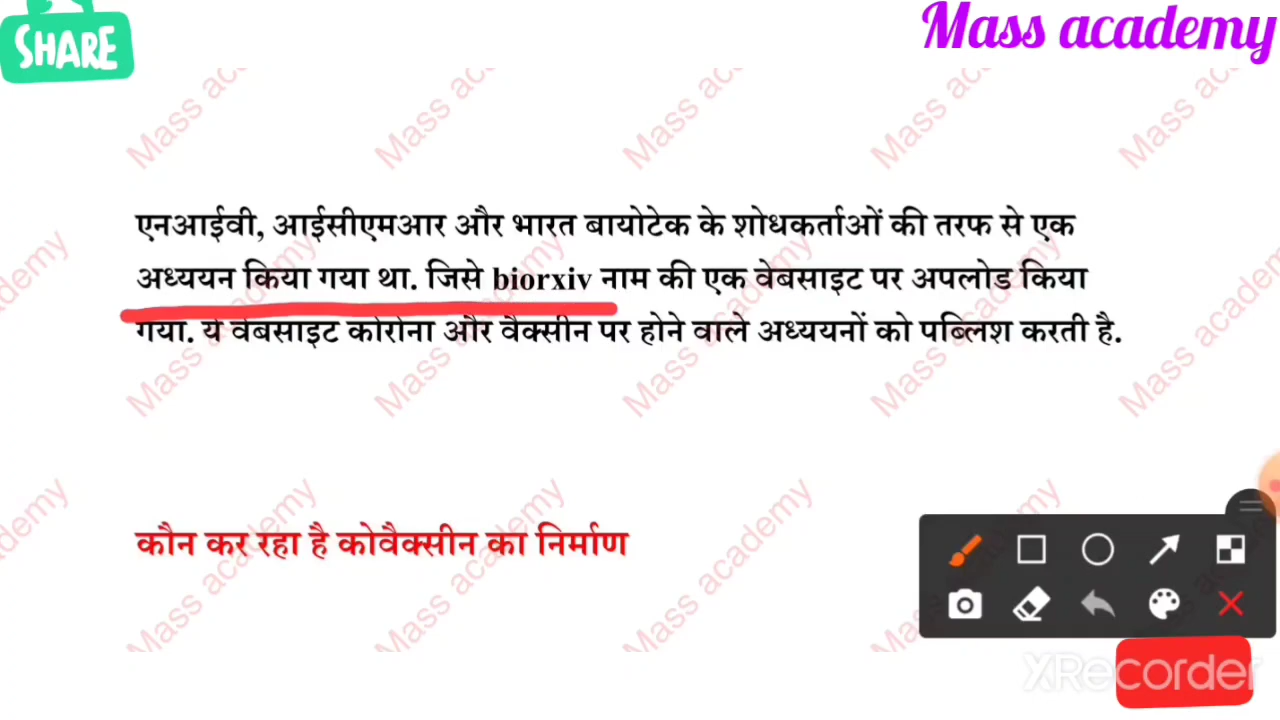 SHARE
Mass academy
एनआईवी, आईसीएमआर और भारत बायोटेक के शोधकर्ताओं की तरफ से एक
अध्ययन किया गया था. जिसे biorxiv नाम की एक वेबसाइट पर अपलोड किया
गया. ये वेबसाइट कोरोना और वैक्सीन पर होने वाले अध्ययनों को पब्लिश करती है.
कौन कर रहा है कोवैक्सीन का निर्माण
XRecorder